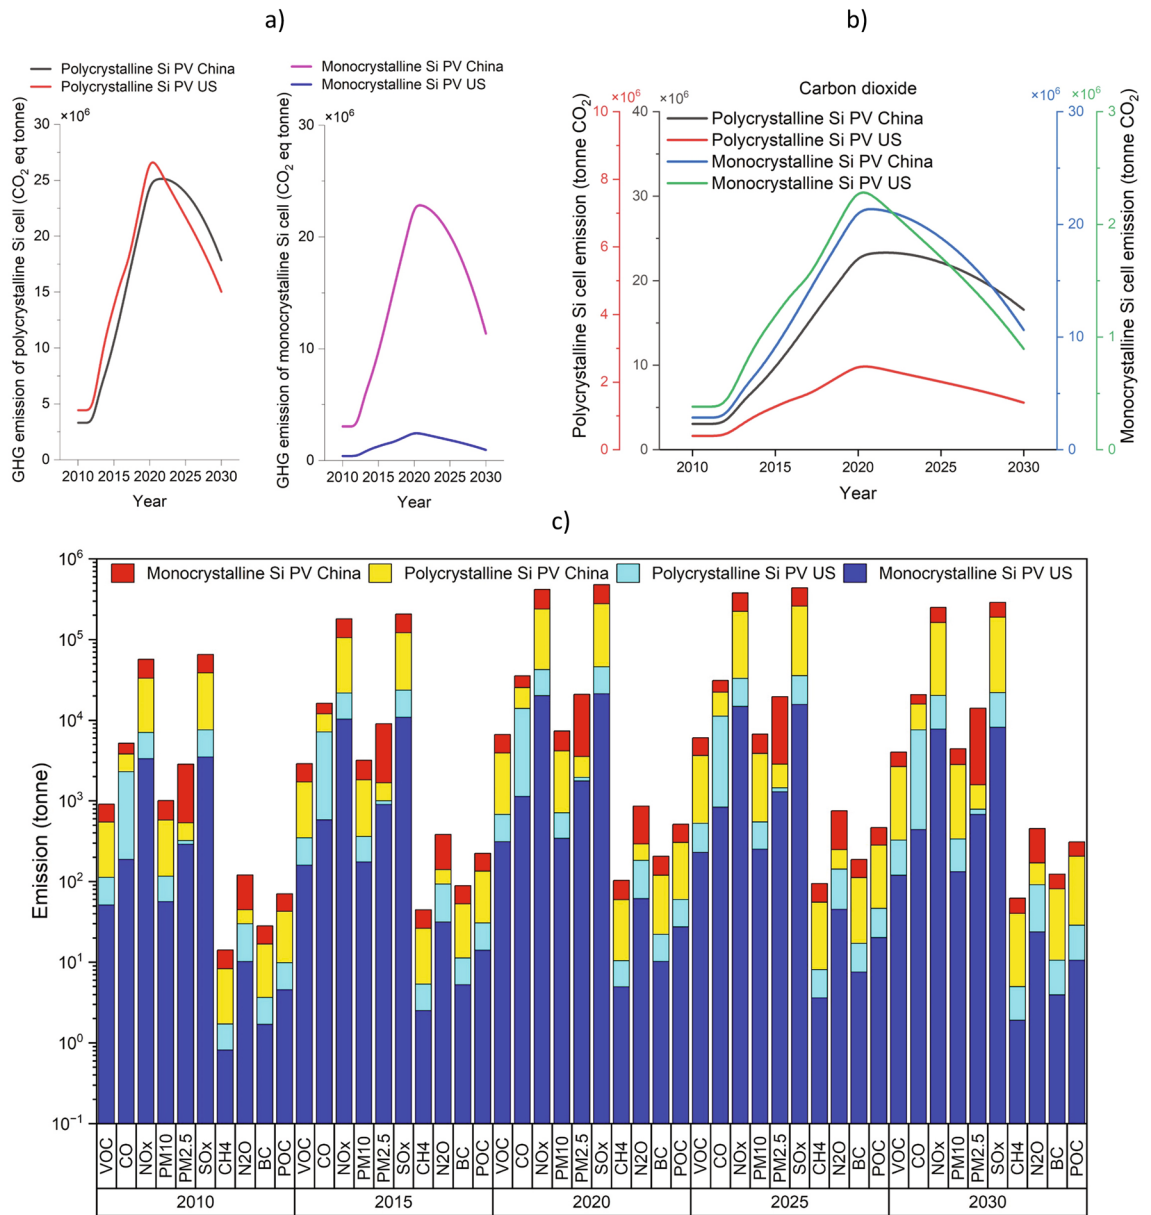 a)
b)
Polycrystalline Si PV China
Polycrystalline Si PV US
Monocrystalline Si PV China
Monocrystalline Si PV US
×10⁶
30
25
20
15
10
5
0
GHG emission of polycrystalline Si cell (CO₂ eq tonne)
2010 2015 2020 2025 2030
Year
×10⁶
30
20
10
0
GHG emission of monocrystalline Si cell (CO₂ eq tonne)
2010 2015 2020 2025 2030
Year
Carbon dioxide
Polycrystalline Si PV China
Polycrystalline Si PV US
Monocrystalline Si PV China
Monocrystalline Si PV US
Polycrystalline Si cell emission (tonne CO₂)
×10⁶
10
8
6
4
2
0
×10⁶
40
30
20
10
0
×10⁶
30
20
10
0
×10⁶
3
2
1
0
Monocrystalline Si cell emission (tonne CO₂)
2010 2015 2020 2025 2030
Year
c)
Monocrystalline Si PV China
Polycrystalline Si PV China
Polycrystalline Si PV US
Monocrystalline Si PV US
Emission (tonne)
10⁶
10⁵
10⁴
10³
10²
10¹
10⁰
10⁻¹
VOC CO NOx PM10 PM2.5 SOx CH4 N2O BC POC
VOC CO NOx PM10 PM2.5 SOx CH4 N2O BC POC
VOC CO NOx PM10 PM2.5 SOx CH4 N2O BC POC
VOC CO NOx PM10 PM2.5 SOx CH4 N2O BC POC
VOC CO NOx PM10 PM2.5 SOx CH4 N2O BC POC
2010 2015 2020 2025 2030